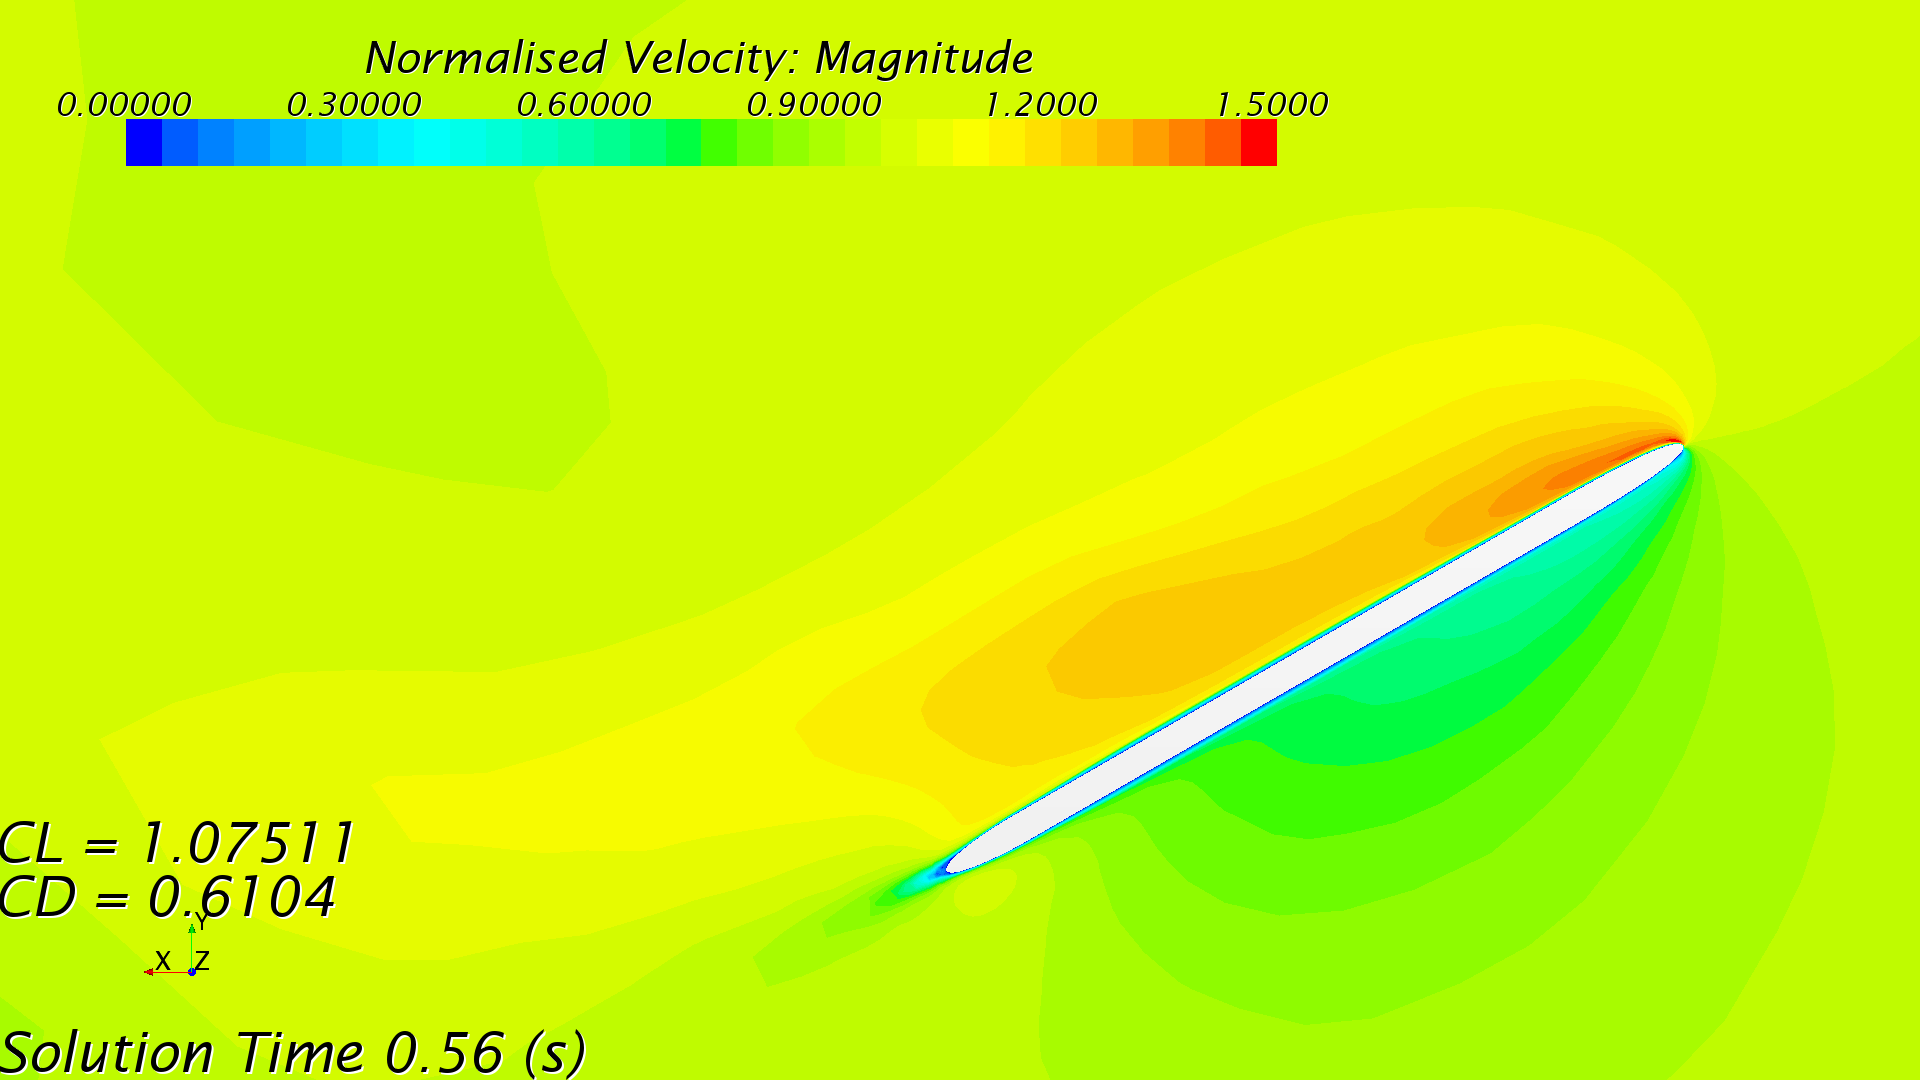 Normalised Velocity: Magnitude
0.00000 0.30000 0.60000 0.90000 1.2000 1.5000
CL = 1.07511
CD = 0.6104
Y
X Z
Solution Time 0.56 (s)